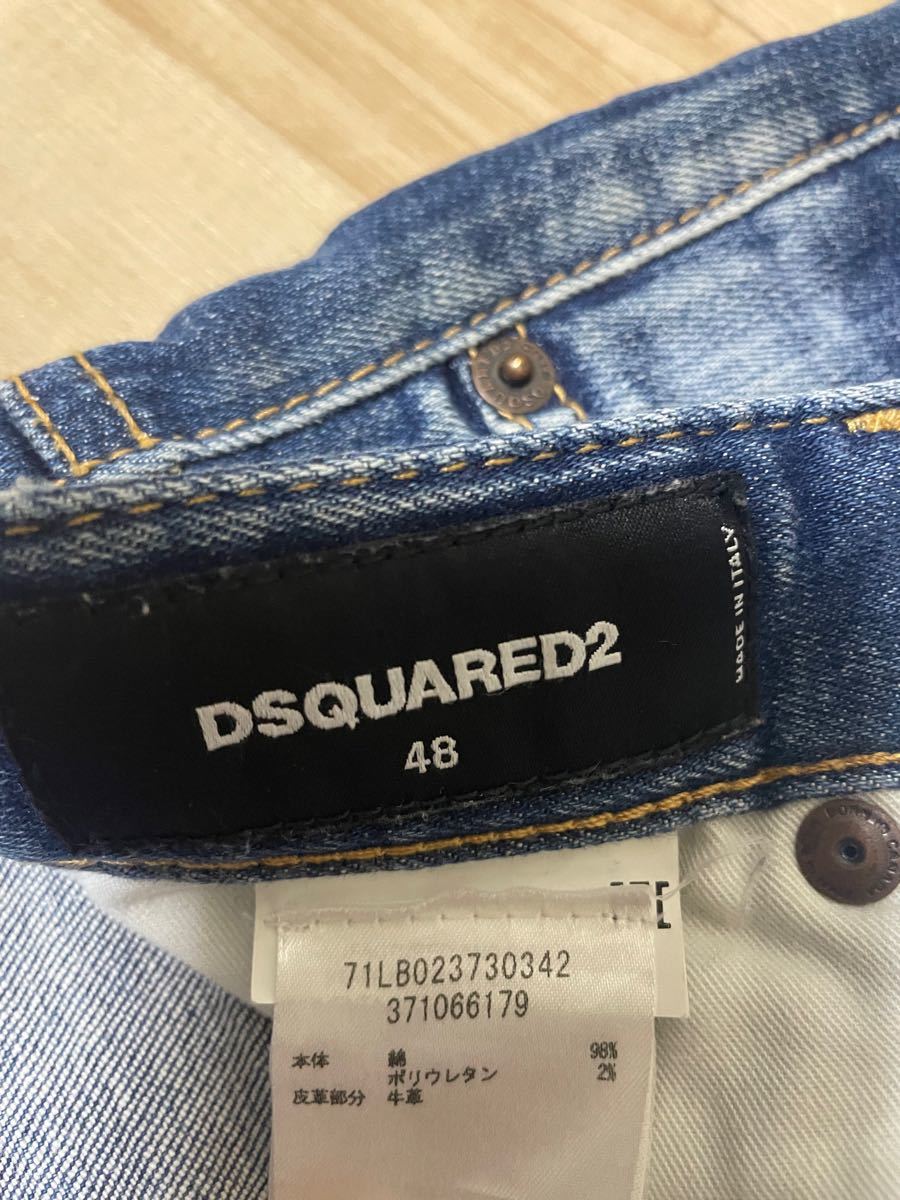 DSQUARED2
48
MADE IN ITALY
71LB023730342
371066179
本体 綿 98%
ポリウレタン 2%
皮革部分 牛革